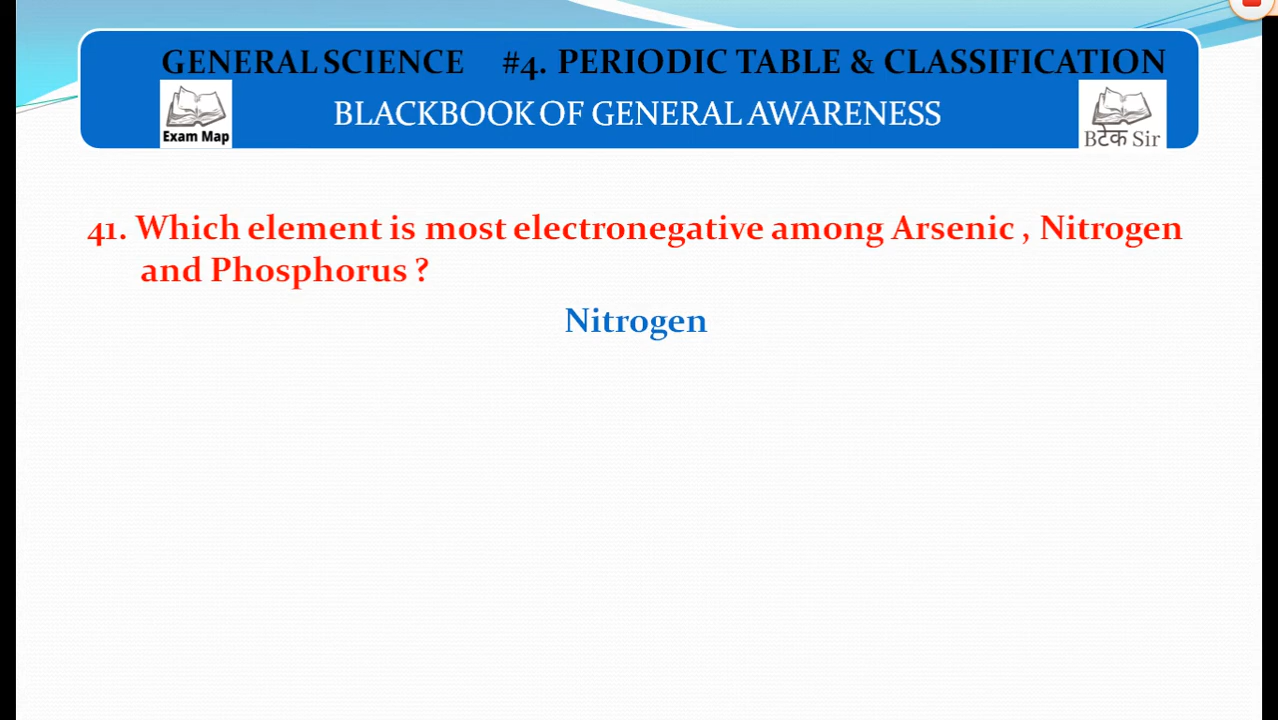 GENERAL SCIENCE #4. PERIODIC TABLE & CLASSIFICATION
BLACKBOOK OF GENERAL AWARENESS
Exam Map
Bटेक Sir
41. Which element is most electronegative among Arsenic , Nitrogen
and Phosphorus ?
Nitrogen